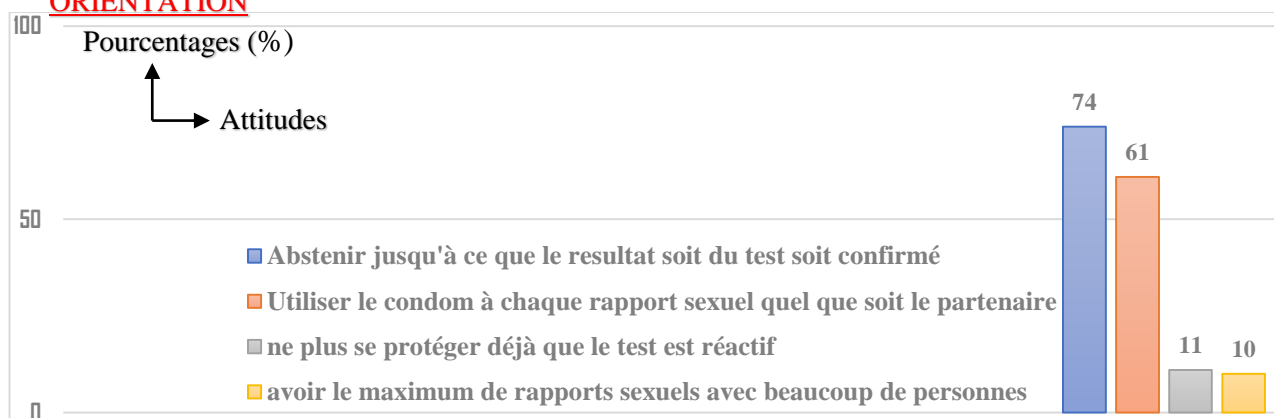 ORIENTATION
100
Pourcentages (%)
Attitudes
74
61
50
Abstenir jusqu'à ce que le resultat soit du test soit confirmé
Utiliser le condom à chaque rapport sexuel quel que soit le partenaire
ne plus se protéger déjà que le test est réactif
11
10
avoir le maximum de rapports sexuels avec beaucoup de personnes
0